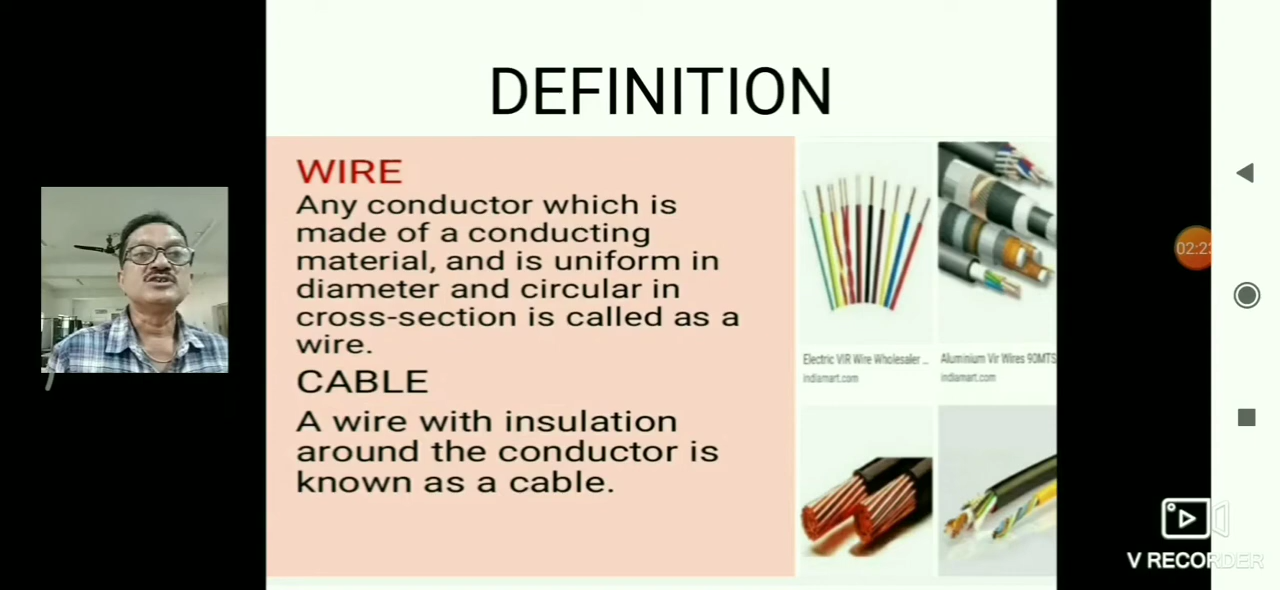 DEFINITION
WIRE
Any conductor which is
made of a conducting
material, and is uniform in
diameter and circular in
cross-section is called as a
wire.
CABLE
A wire with insulation
around the conductor is
known as a cable.
Electric VIR Wire Wholesaler ...
indiamart.com
Aluminium Vir Wires 90MTS
indiamart.com
02:23
V RECORDER